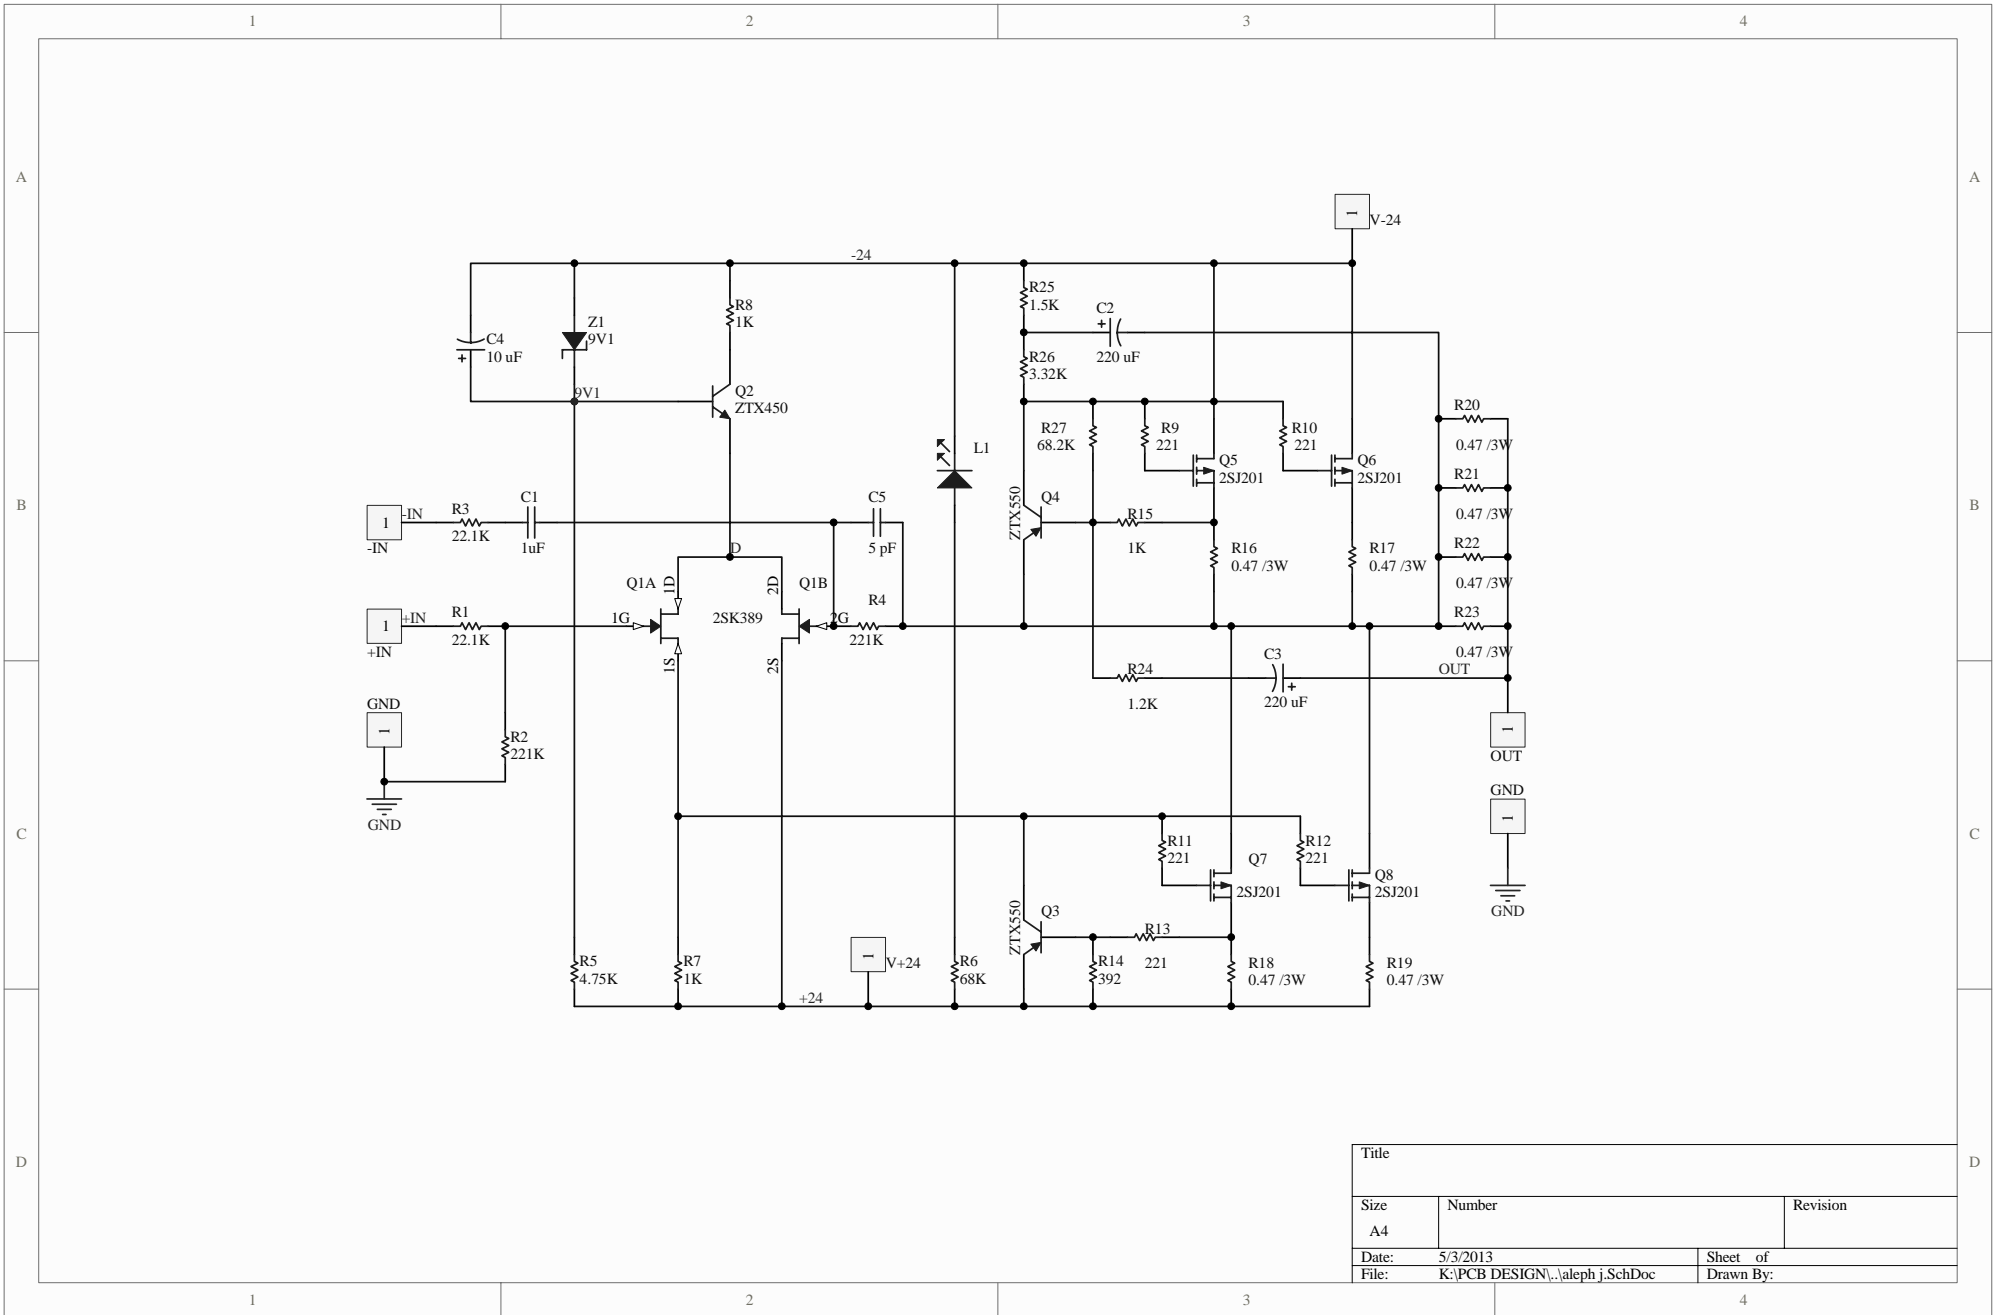 1 2 3 4
A A
1
V-24
-24
R25
1.5K
C2
+
220 uF
R8
1K
Z1
9V1
C4
+ 10 uF
R26
3.32K
9V1
Q2
ZTX450
R27
68.2K
R9
221
R10
221
R20
0.47 /3W
L1
Q5
2SJ201
Q6
2SJ201
R21
0.47 /3W
B B
1
-IN
-IN
R3
22.1K
C1
1uF
C5
5 pF
ZTX550
Q4
R15
1K
R16
0.47 /3W
R17
0.47 /3W
R22
0.47 /3W
D
Q1A
1D
2D
Q1B
1
+IN
+IN
R1
22.1K
1G
2SK389
2G
R4
221K
R23
0.47 /3W
1S
2S
R24
1.2K
C3
+
220 uF
OUT
GND
1
R2
221K
1
OUT
GND
GND
1
GND
C C
R11
221
R12
221
Q7
2SJ201
Q8
2SJ201
ZTX550
Q3
R13
221
R5
4.75K
R7
1K
1
V+24
R6
68K
R14
392
R18
0.47 /3W
R19
0.47 /3W
+24
D D
Title
Size Number Revision
A4
Date: 5/3/2013 Sheet of
File: K:\PCB DESIGN\..\aleph j.SchDoc Drawn By:
1 2 3 4